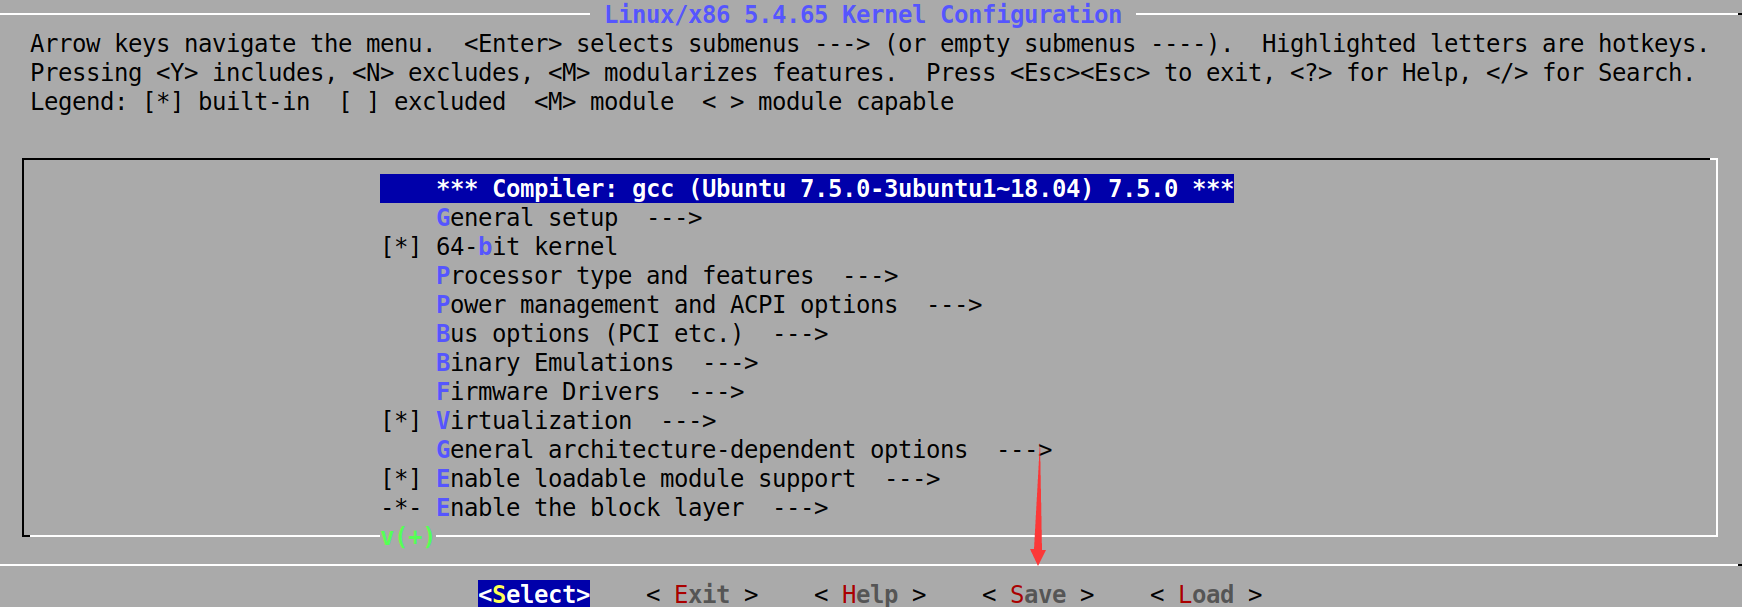 Linux/x86 5.4.65 Kernel Configuration
Arrow keys navigate the menu.  <Enter> selects submenus ---> (or empty submenus ----).  Highlighted letters are hotkeys.
Pressing <Y> includes, <N> excludes, <M> modularizes features.  Press <Esc><Esc> to exit, <?> for Help, </> for Search.
Legend: [*] built-in  [ ] excluded  <M> module  < > module capable
*** Compiler: gcc (Ubuntu 7.5.0-3ubuntu1~18.04) 7.5.0 ***
General setup  --->
[*] 64-bit kernel
Processor type and features  --->
Power management and ACPI options  --->
Bus options (PCI etc.)  --->
Binary Emulations  --->
Firmware Drivers  --->
[*] Virtualization  --->
General architecture-dependent options  --->
[*] Enable loadable module support  --->
-*- Enable the block layer  --->
v(+)
<Select>    < Exit >    < Help >    < Save >    < Load >